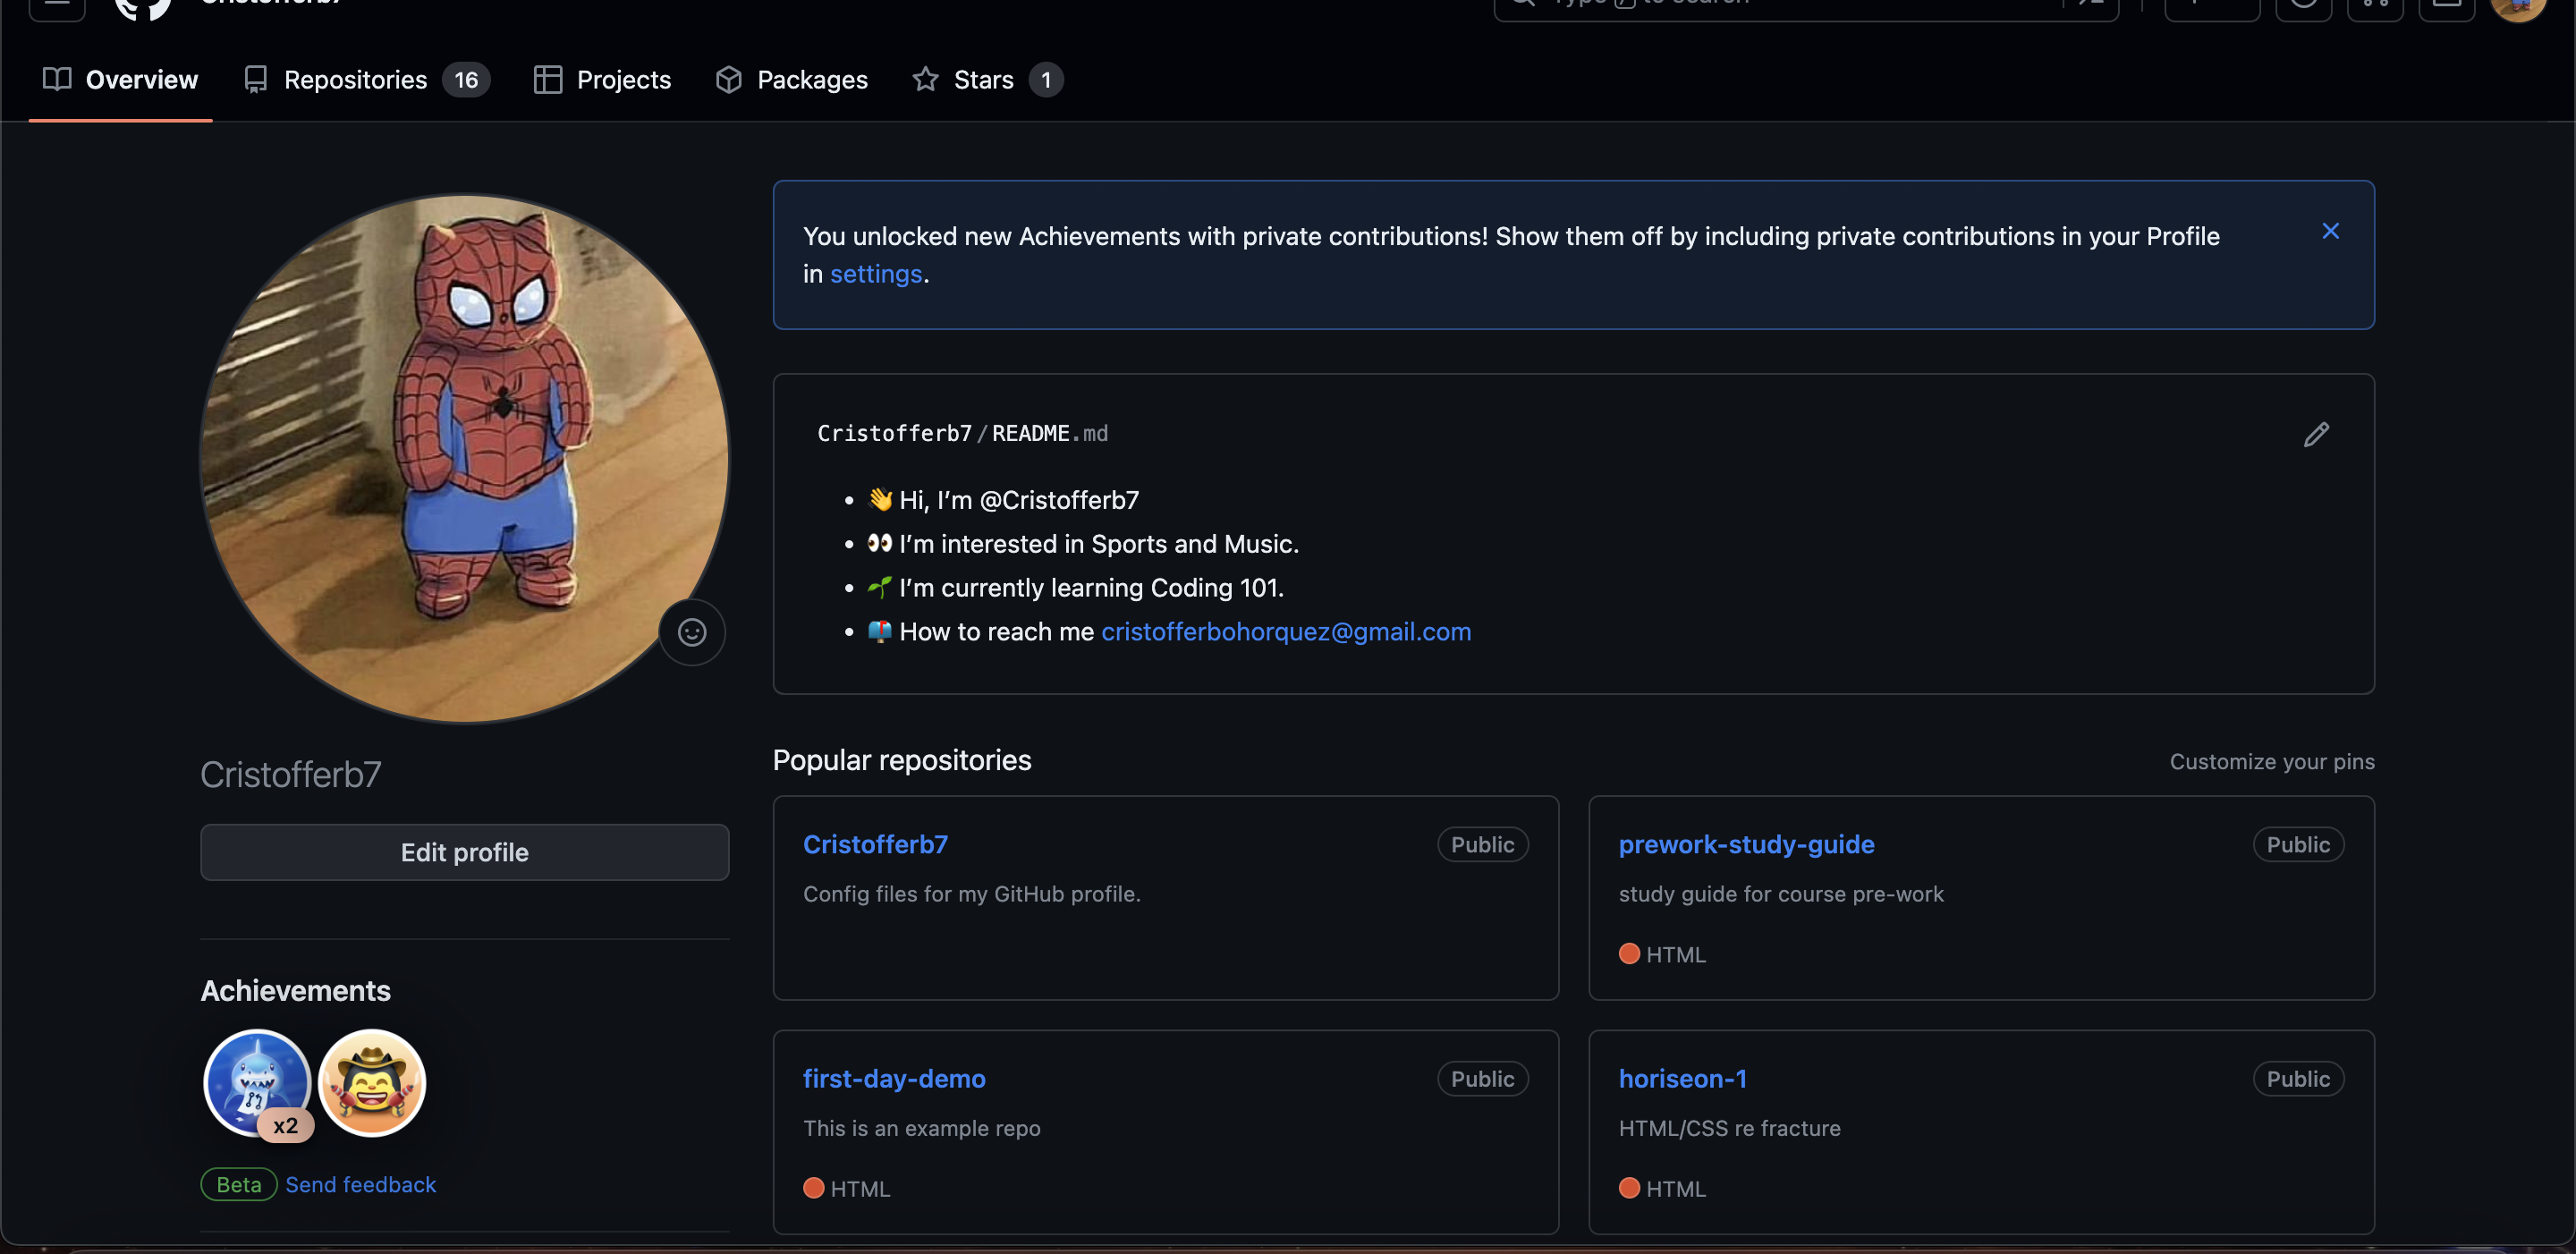 Overview Repositories 16 Projects Packages Stars 1
You unlocked new Achievements with private contributions! Show them off by including private contributions in your Profile
in settings.
Cristofferb7/README.md
👋 Hi, I’m @Cristofferb7
👀 I’m interested in Sports and Music.
🌱 I’m currently learning Coding 101.
📫 How to reach me cristofferbohorquez@gmail.com
Cristofferb7
Edit profile
Achievements
x2
Beta Send feedback
Popular repositories Customize your pins
Cristofferb7 Public
Config files for my GitHub profile.
prework-study-guide Public
study guide for course pre-work
HTML
first-day-demo Public
This is an example repo
HTML
horiseon-1 Public
HTML/CSS re fracture
HTML